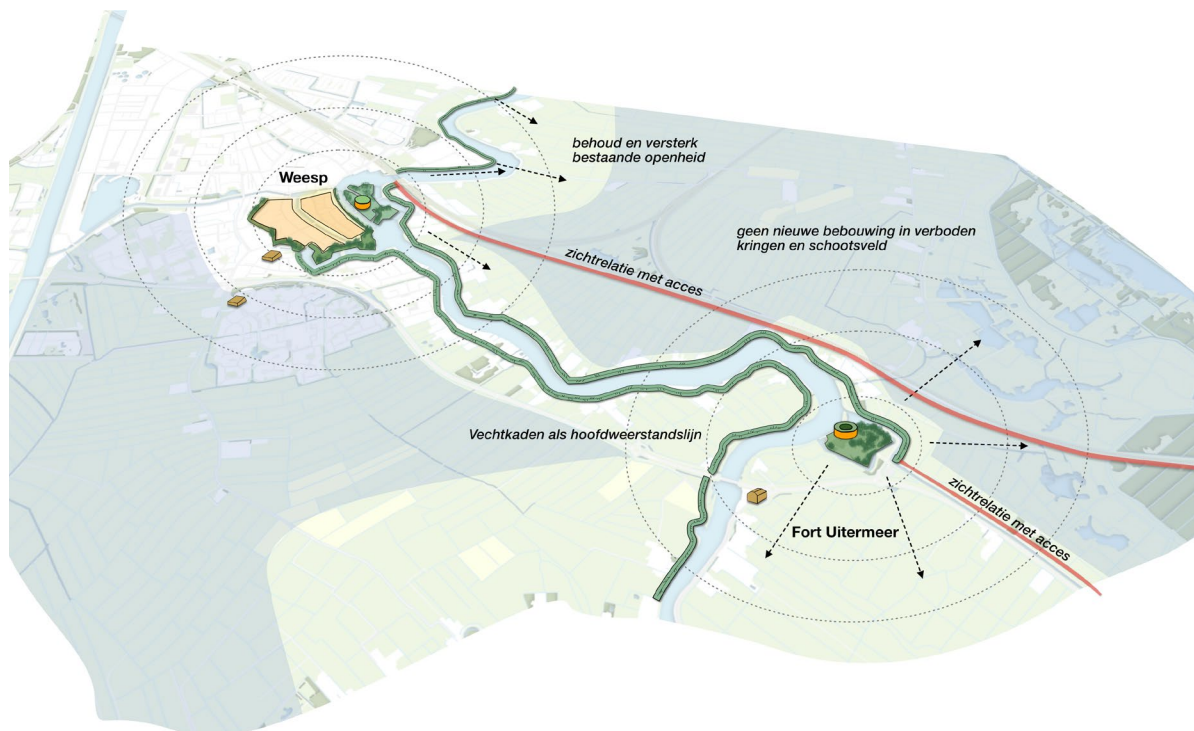 behoud en versterk
bestaande openheid
Weesp
geen nieuwe bebouwing in verboden
kringen en schootsveld
zichtrelatie met acces
Vechtkaden als hoofdweerstandslijn
zichtrelatie met acces
Fort Uitermeer